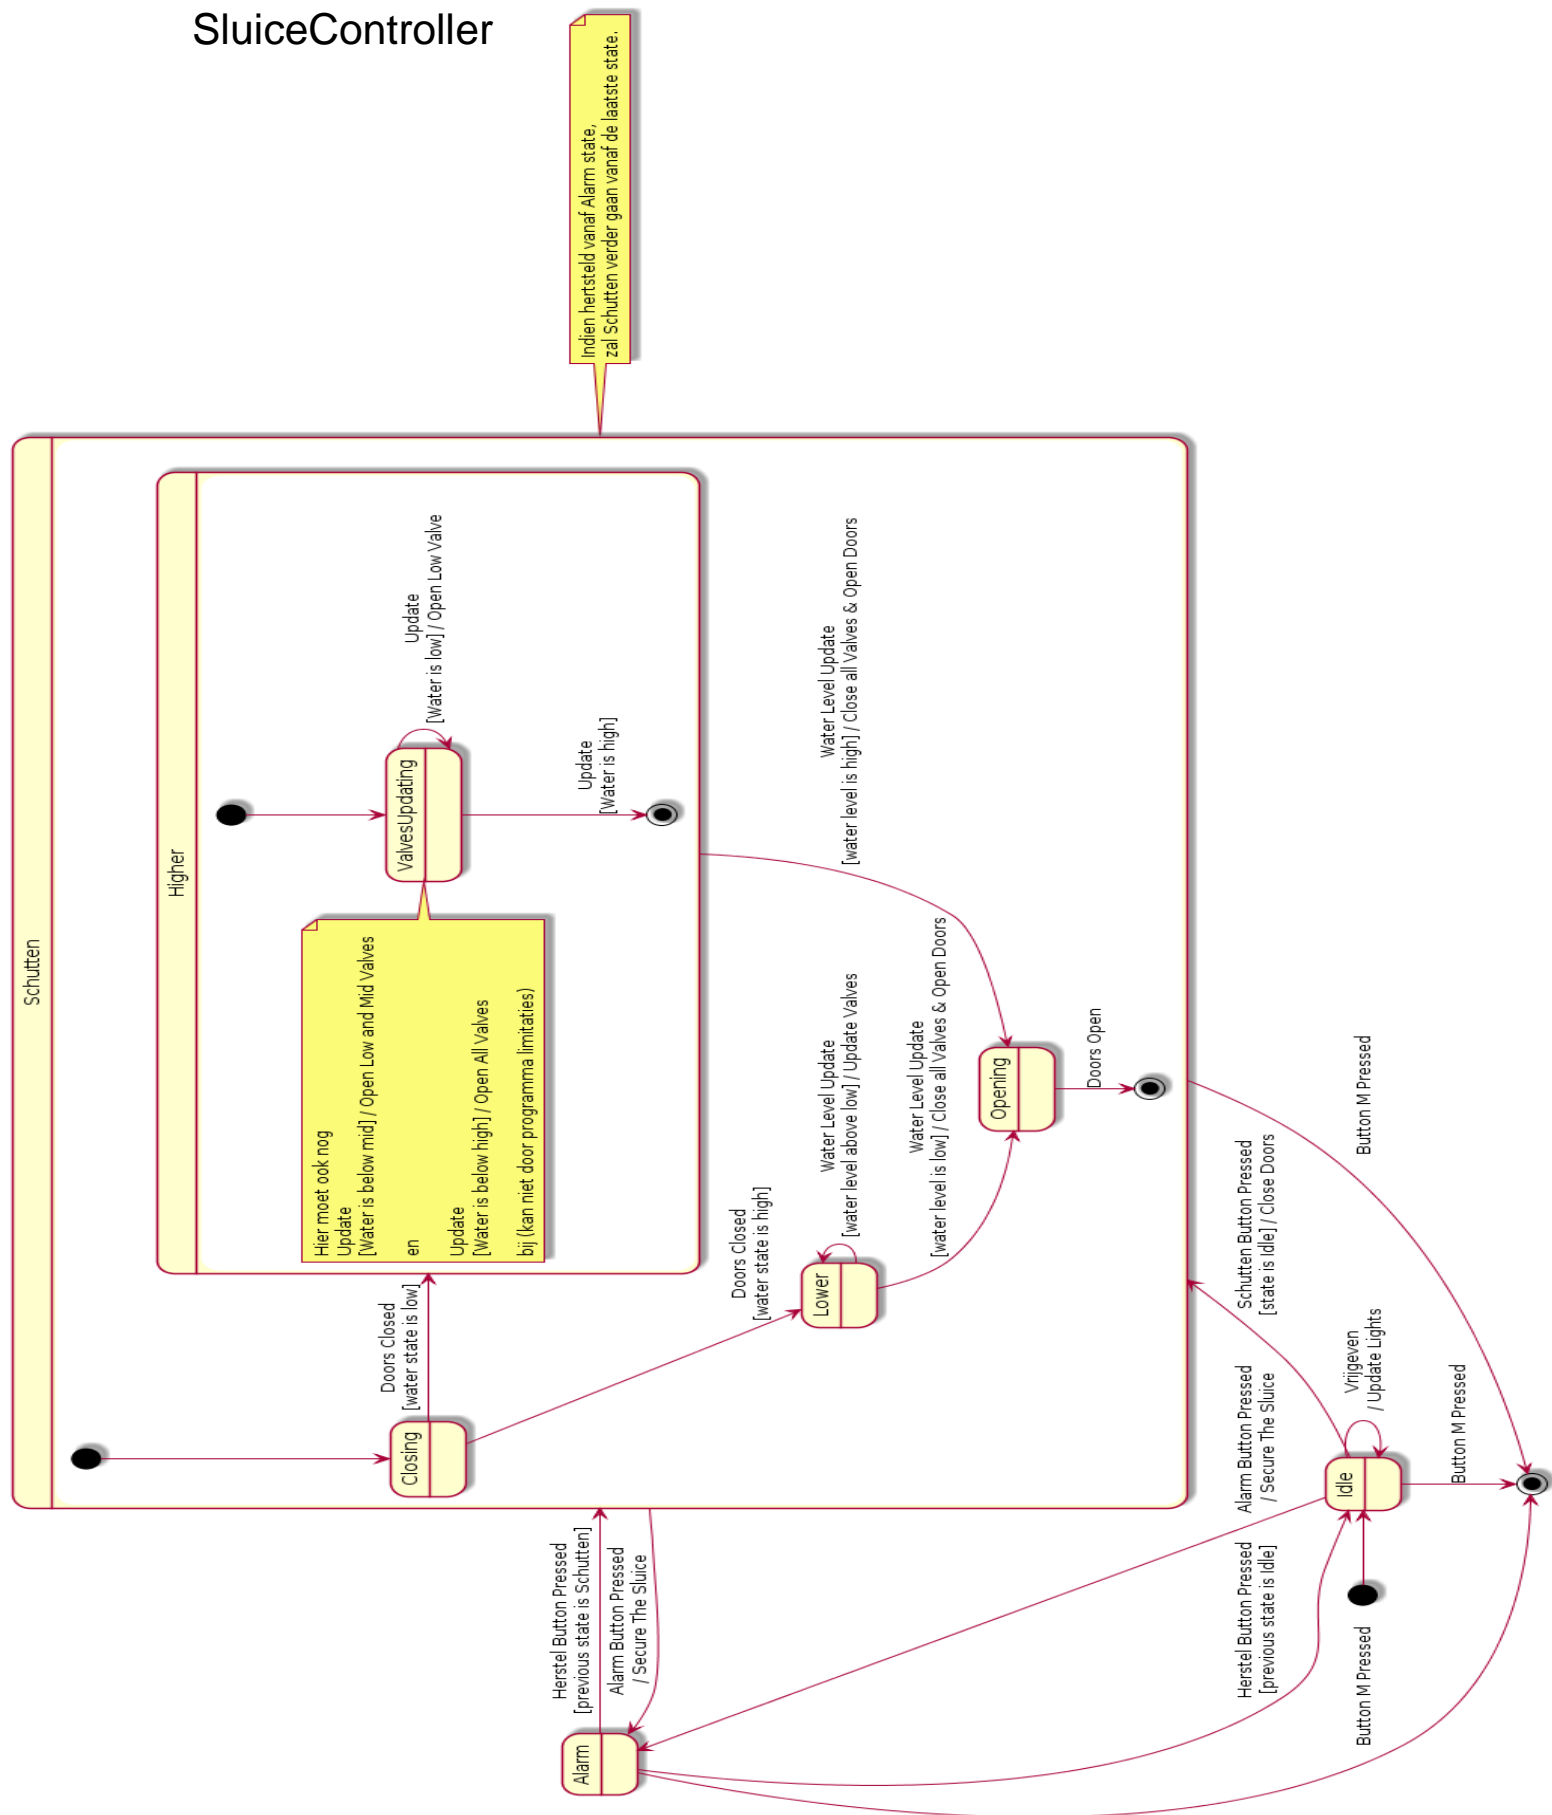 SluiceController
Indien hertsteld vanaf Alarm state,
zal Schutten verder gaan vanaf de laatste state.
Schutten
Higher
ValvesUpdating
Update
[Water is low] / Open Low Valve
Update
[Water is high]
Hier moet ook nog
Update
[Water is below mid] / Open Low and Mid Valves
en
Update
[Water is below high] / Open All Valves
bij (kan niet door programma limitaties)
Closing
Doors Closed
[water state is low]
Doors Closed
[water state is high]
Lower
Water Level Update
[water level above low] / Update Valves
Water Level Update
[water level is low] / Close all Valves & Open Doors
Water Level Update
[water level is high] / Close all Valves & Open Doors
Opening
Doors Open
Alarm
Herstel Button Pressed
[previous state is Schutten]
Alarm Button Pressed
/ Secure The Sluice
Schutten Button Pressed
[state is Idle] / Close Doors
Alarm Button Pressed
/ Secure The Sluice
Herstel Button Pressed
[previous state is Idle]
Idle
Vrijgeven
/ Update Lights
Button M Pressed
Button M Pressed
Button M Pressed